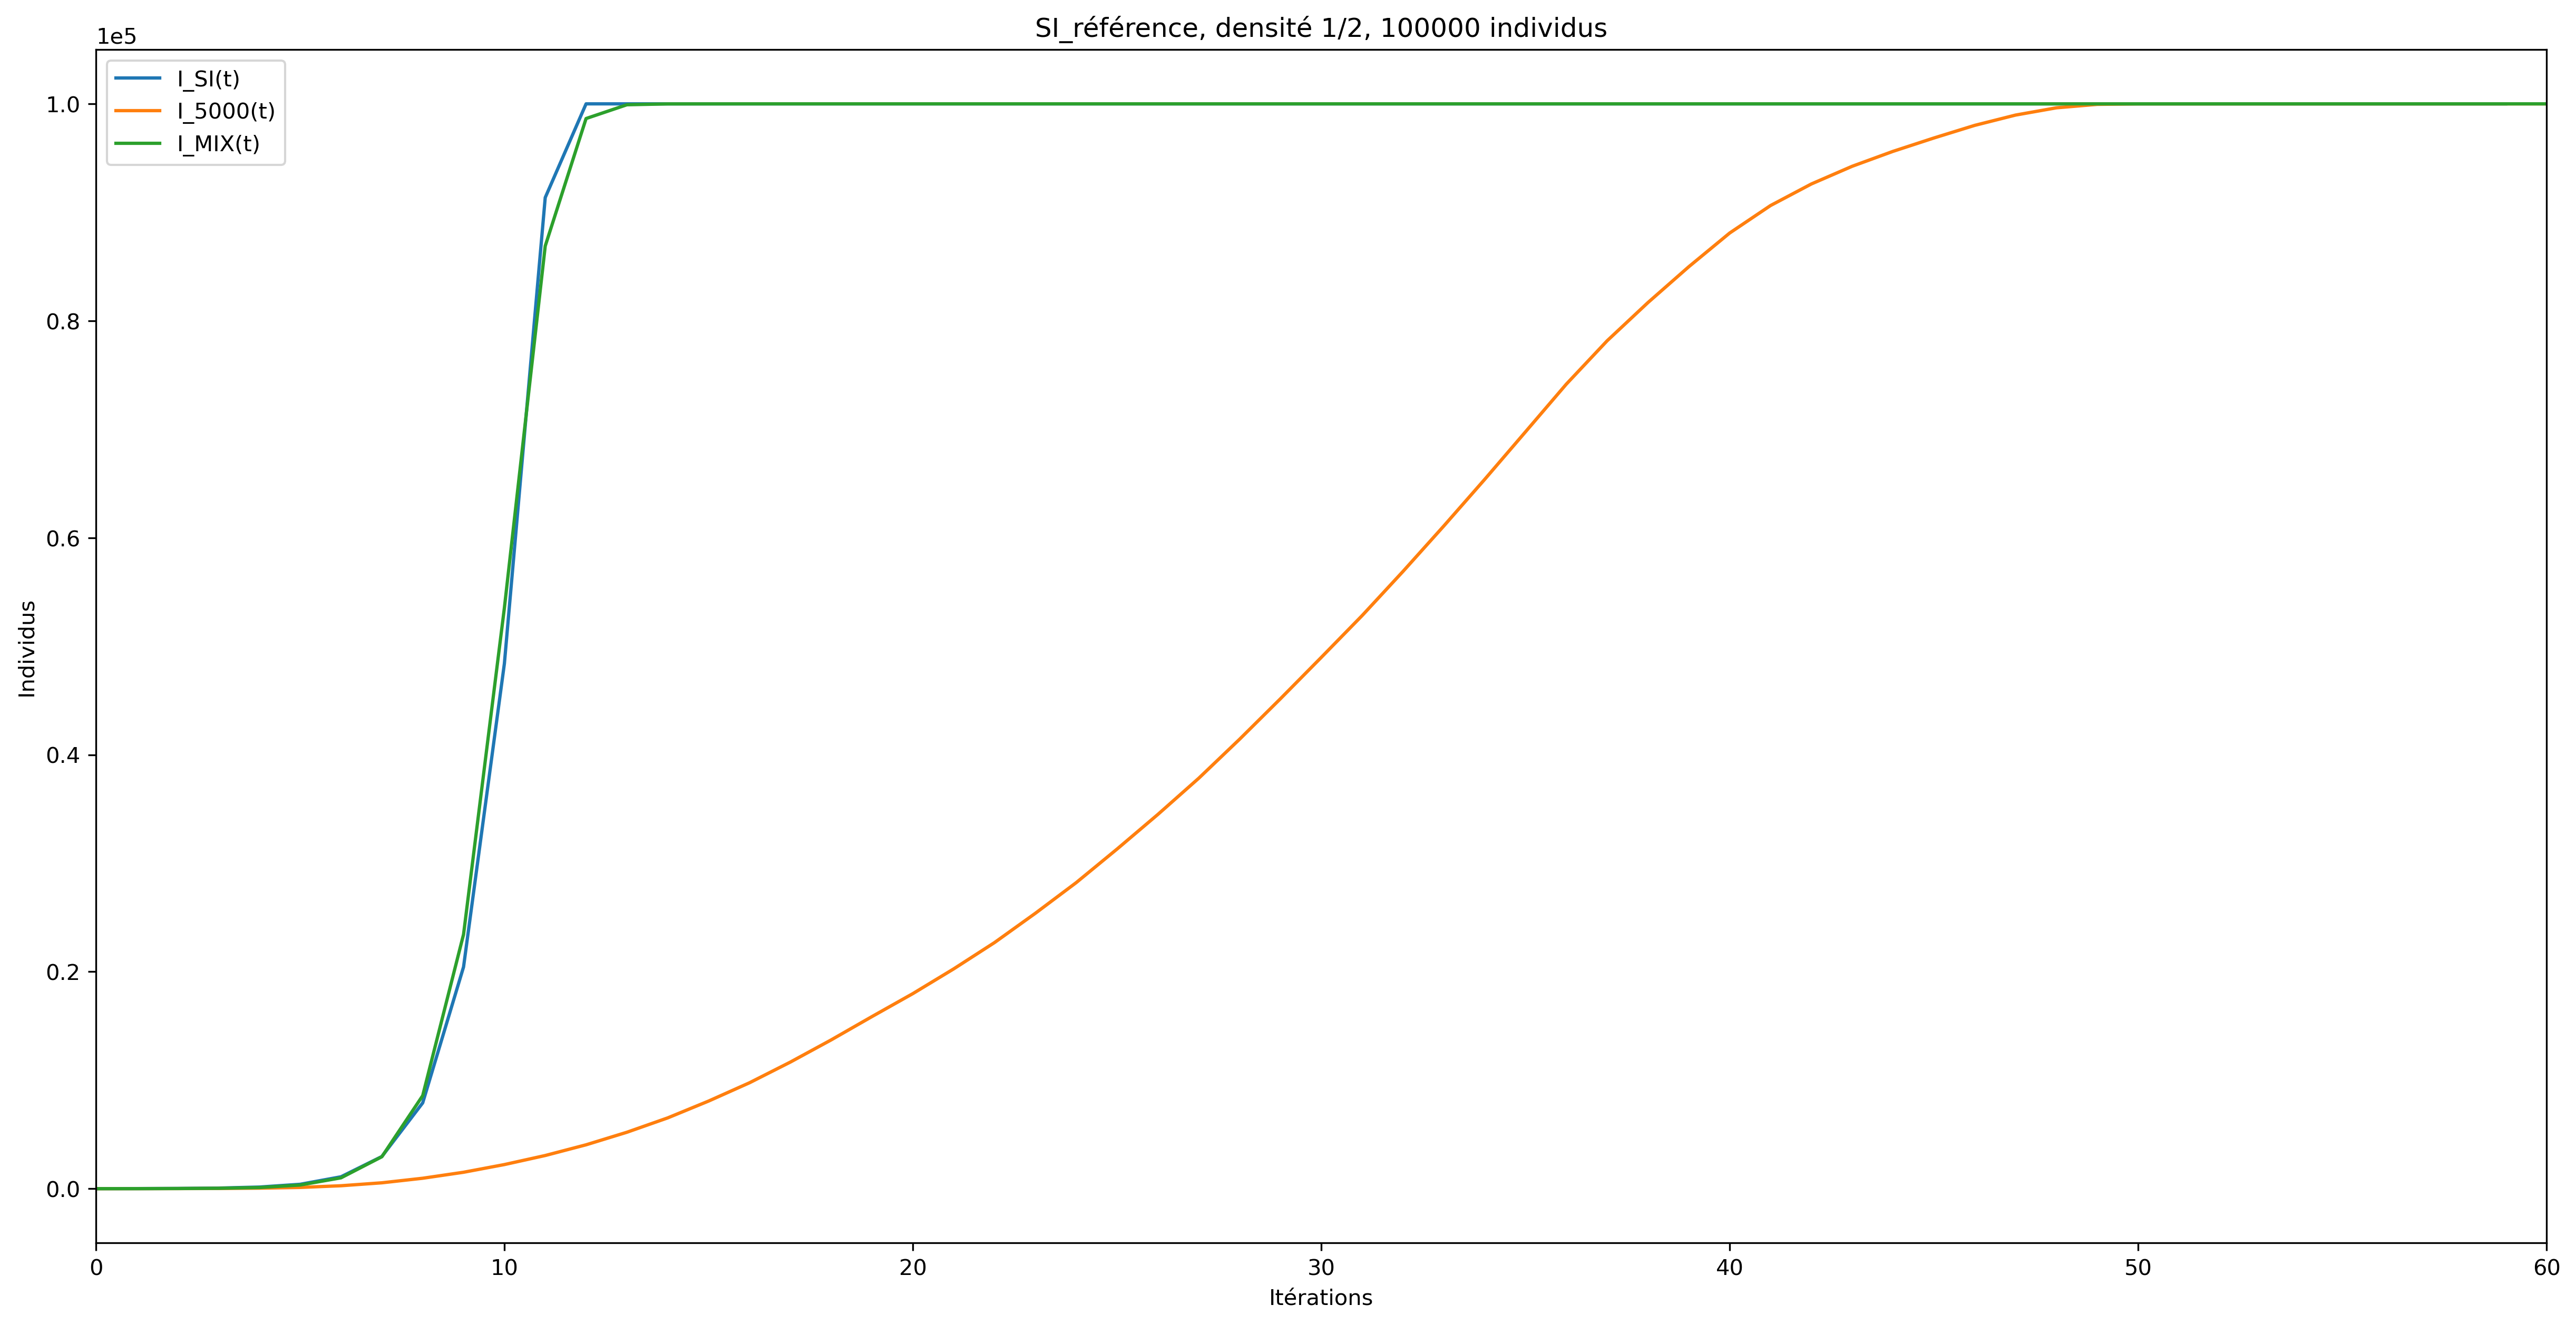 SI_référence, densité 1/2, 100000 individus
1e5
I_SI(t)
I_5000(t)
I_MIX(t)
1.0
0.8
0.6
0.4
0.2
0.0
Individus
0 10 20 30 40 50 60
Itérations